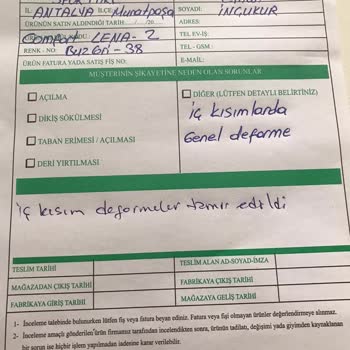 İL: ANTALYA İLÇE: Muratpaşa
SOYADI: İNÇUKUR
ÜRÜNÜN SATIN ALDINDIĞI TARİH
ADRES:
COMFORT LENA-2
TEL EV-İŞ:
RENK - NO: Buzgri-38
TEL - GSM :
ÜRÜN FATURA YADA SATIŞ FİŞ NO:
E-MAİL:
MÜŞTERİNİN ŞİKAYETİNE NEDEN OLAN SORUNLAR
AÇILMA
DİKİŞ SÖKÜLMESİ
TABAN ERİMESİ / AÇILMASI
DERİ YIRTILMASI
DİĞER (LÜTFEN DETAYLI BELİRTİNİZ)
iç kısımlarda
Genel deforme
iç kısım deformeler tamir edildi
TESLİM TARİHİ
TESLİM ALAN AD-SOYAD-İMZA
MAĞAZADAN ÇIKIŞ TARİHİ
FABRİKAYA ÇIKIŞ TARİHİ
FABRİKAYA GİRİŞ TARİHİ
MAĞAZAYA GELİŞ TARİHİ
1- İnceleme talebinde bulunurken lütfen fiş veya fatura beyan ediniz. Fatura veya fişi olmayan ürünler değerlendirmeye alınmaz.
2- İnceleme amaçlı gönderilen ürün firmamız tarafından incelendikten sonra, ürünün tadilatı, değişimi yada giyimden kaynaklanan
bir sorun ise hiçbir işlem yapılmadan iadesine karar verilebilir.